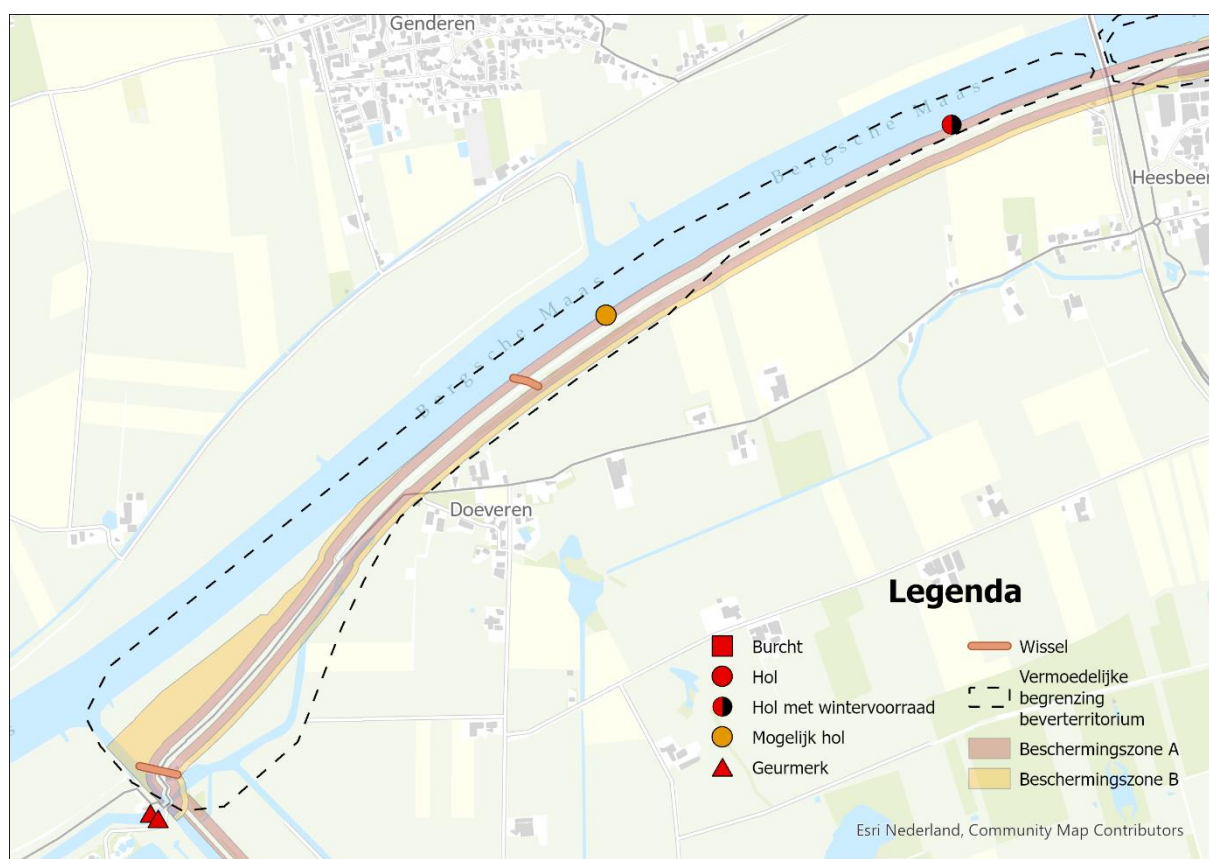 Genderen
Bergsche Maas
Heesbeen
Bergsche Maas
Doeveren
Legenda
Burcht
Hol
Hol met wintervoorraad
Mogelijk hol
Geurmerk
Wissel
Vermoedelijke
begrenzing
beverterritorium
Beschermingszone A
Beschermingszone B
Esri Nederland, Community Map Contributors